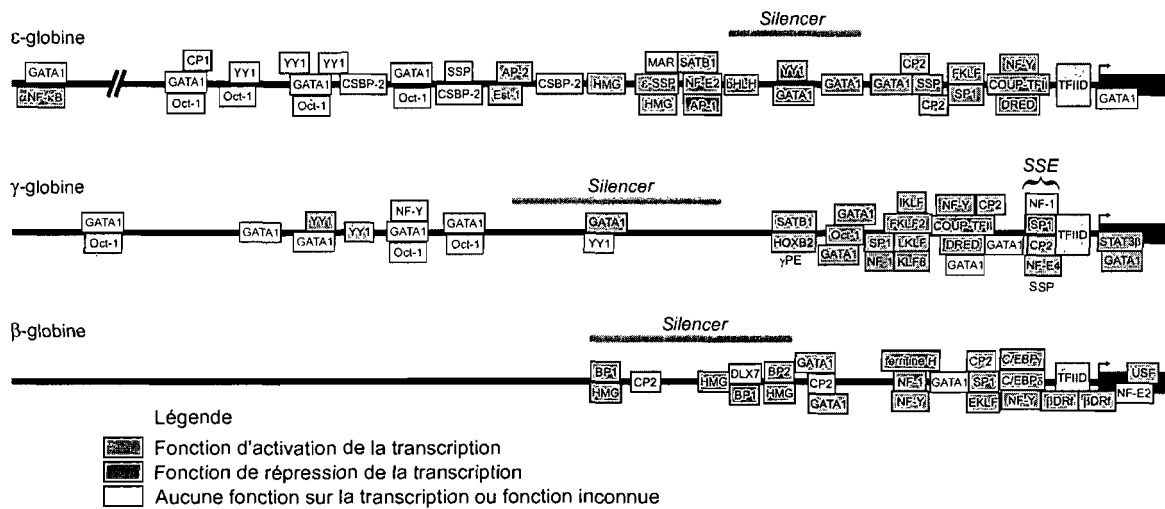 Silencer
ε-globine
CP1 YY1 YY1 YY1 MAR SATB1 CP2 NF-Y
GATA1 GATA1 GATA1 CSBP-2 GATA1 SSP AP-2 CSBP-2 HMG ε-SSP NF-E2 bHLH YY1 GATA1 GATA1 SSP FKLF COUP-TFII TFIID
αNF-κB Oct-1 Oct-1 Oct-1 Oct-1 CSBP-2 Est-1 HMG AP-1 GATA1 CP2 SP1 DRED GATA1
SSE
γ-globine
Silencer
NF-Y IKLF NF-Y CP2 NF-1
GATA1 GATA1 YY1 YY1 GATA1 GATA1 GATA1 SATB1 GATA1 FKLF2 COUP-TFII SP1 TFIID
Oct-1 GATA1 Oct-1 Oct-1 YY1 HOXB2 Oct-1 SP1 LKLF DRED GATA1 CP2 STAT3β
γPE GATA1 NF-1 KLF8 GATA1 NF-E4 GATA1
SSP
β-globine
Silencer
BP1 DLX7 BP2 GATA1 ferritine H CP2 C/EBPγ USF
CP2 HMG CP2 NF-1 GATA1 SP1 C/EBPδ TFIID NF-E2
HMG BP1 HMG GATA1 NF-Y EKLF NF-Y βDRf βDRf
Légende
Fonction d'activation de la transcription
Fonction de répression de la transcription
Aucune fonction sur la transcription ou fonction inconnue